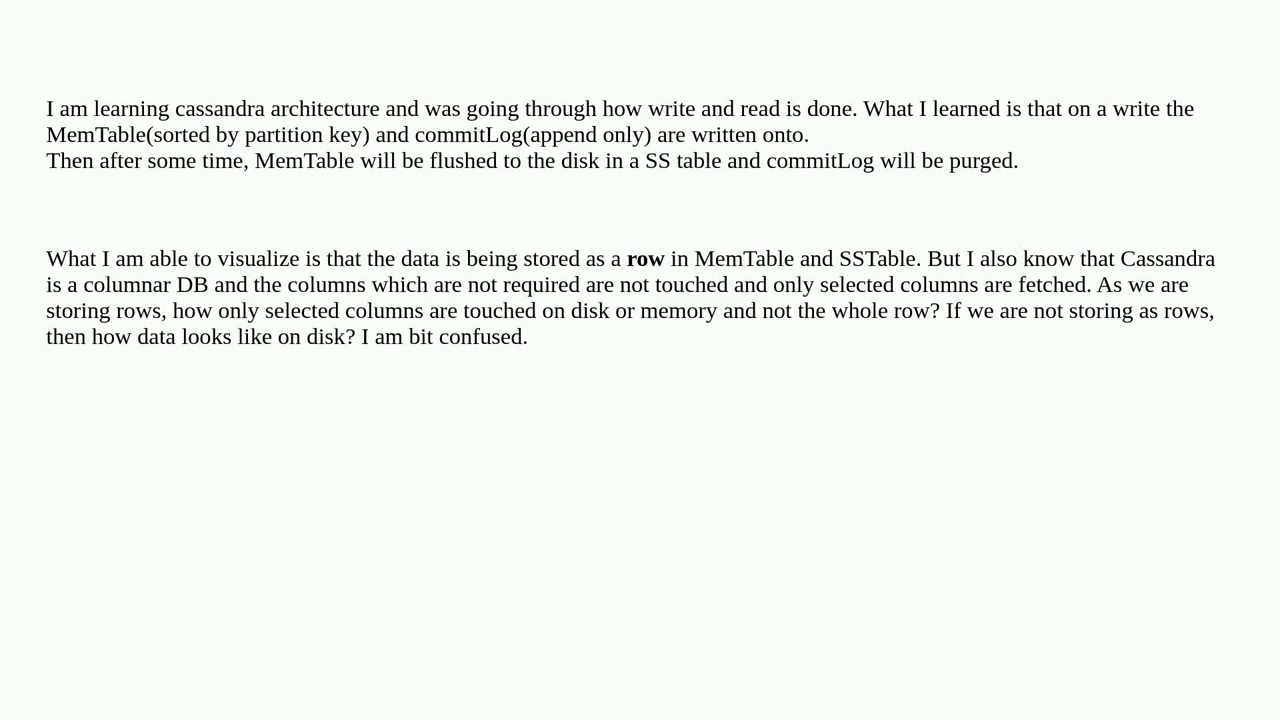 I am learning cassandra architecture and was going through how write and read is done. What I learned is that on a write the
MemTable(sorted by partition key) and commitLog(append only) are written onto.
Then after some time, MemTable will be flushed to the disk in a SS table and commitLog will be purged.
What I am able to visualize is that the data is being stored as a row in MemTable and SSTable. But I also know that Cassandra
is a columnar DB and the columns which are not required are not touched and only selected columns are fetched. As we are
storing rows, how only selected columns are touched on disk or memory and not the whole row? If we are not storing as rows,
then how data looks like on disk? I am bit confused.